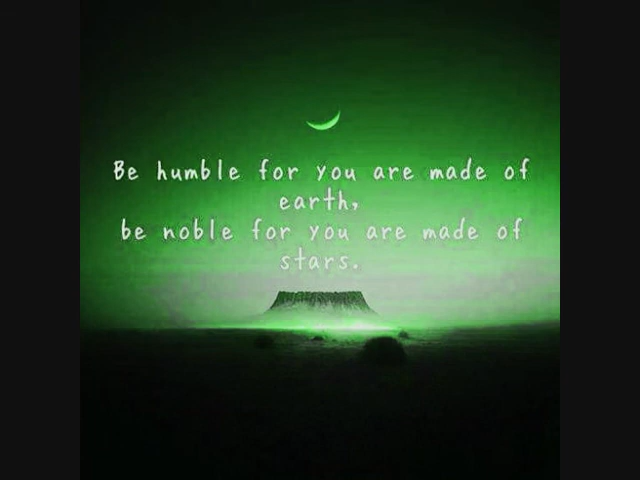 Be humble for you are made of
earth,
be noble for you are made of
stars.